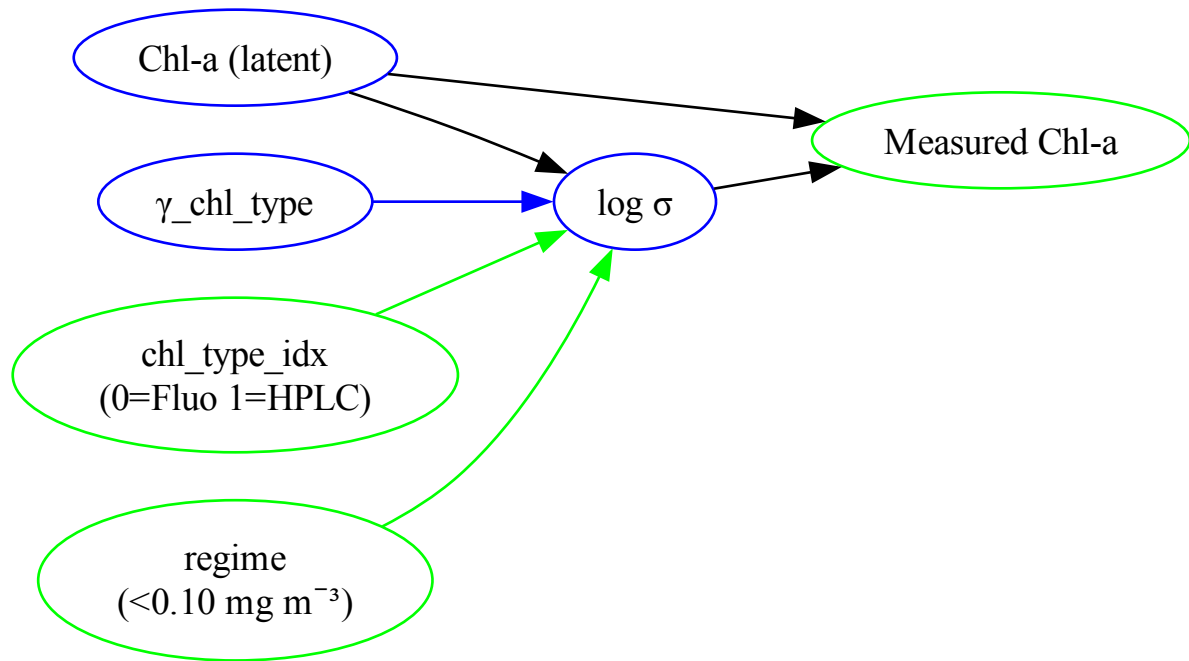 Chl-a (latent)
Measured Chl-a
γ_chl_type
log σ
chl_type_idx
(0=Fluo 1=HPLC)
regime
(<0.10 mg m⁻³)